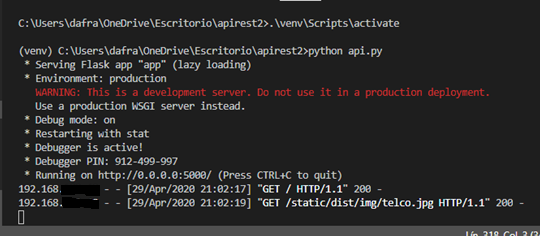 C:\Users\dafra\OneDrive\Escritorio\apirest2>.\venv\Scripts\activate
(venv) C:\Users\dafra\OneDrive\Escritorio\apirest2>python api.py
* Serving Flask app "app" (lazy loading)
* Environment: production
WARNING: This is a development server. Do not use it in a production deployment.
Use a production WSGI server instead.
* Debug mode: on
* Restarting with stat
* Debugger is active!
* Debugger PIN: 912-499-997
* Running on http://0.0.0.0:5000/ (Press CTRL+C to quit)
192.168. - - [29/Apr/2020 21:02:17] "GET / HTTP/1.1" 200 -
192.168. - - [29/Apr/2020 21:02:19] "GET /static/dist/img/telco.jpg HTTP/1.1" 200 -
Ln 318, Col 3